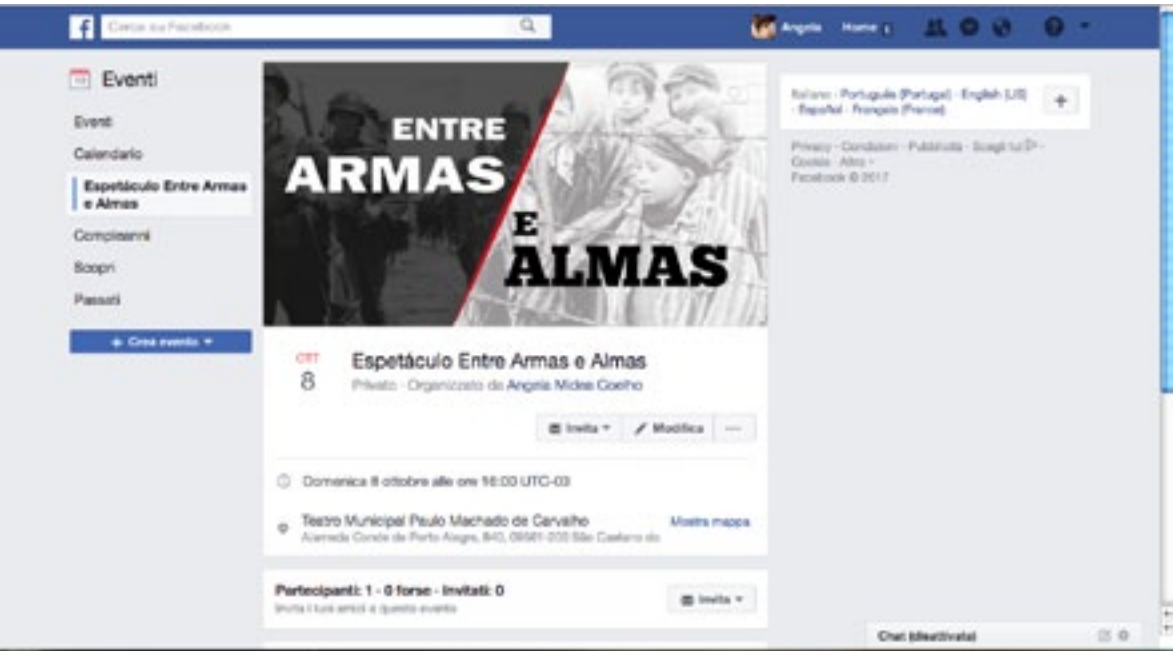 f
Cerca su Facebook
Angela Home
Eventi
Eventi
Calendario
Espetáculo Entre Armas
e Almas
Compleanni
Scopri
Passati
+ Crea evento
ENTRE
ARMAS
E
ALMAS
OTT
8
Espetáculo Entre Armas e Almas
Privato · Organizzato da Angela Coelho
Invita
Modifica
...
Domenica 8 ottobre alle ore 16:00 UTC-03
Teatro Municipal Paulo Machado de Carvalho
Mostra mappa
Alameda Conde de Porto Alegre, 840, São Caetano do
Partecipanti: 1 - 0 forse - Invitati: 0
Invita i tuoi amici a questo evento
Invita
Italiano · Português (Portugal) · English (US)
· Español · Français (France)
+
Privacy · Condizioni · Pubblicità · Scegli tu! ·
Cookie · Altro
Facebook © 2017
Chat (disattivata)